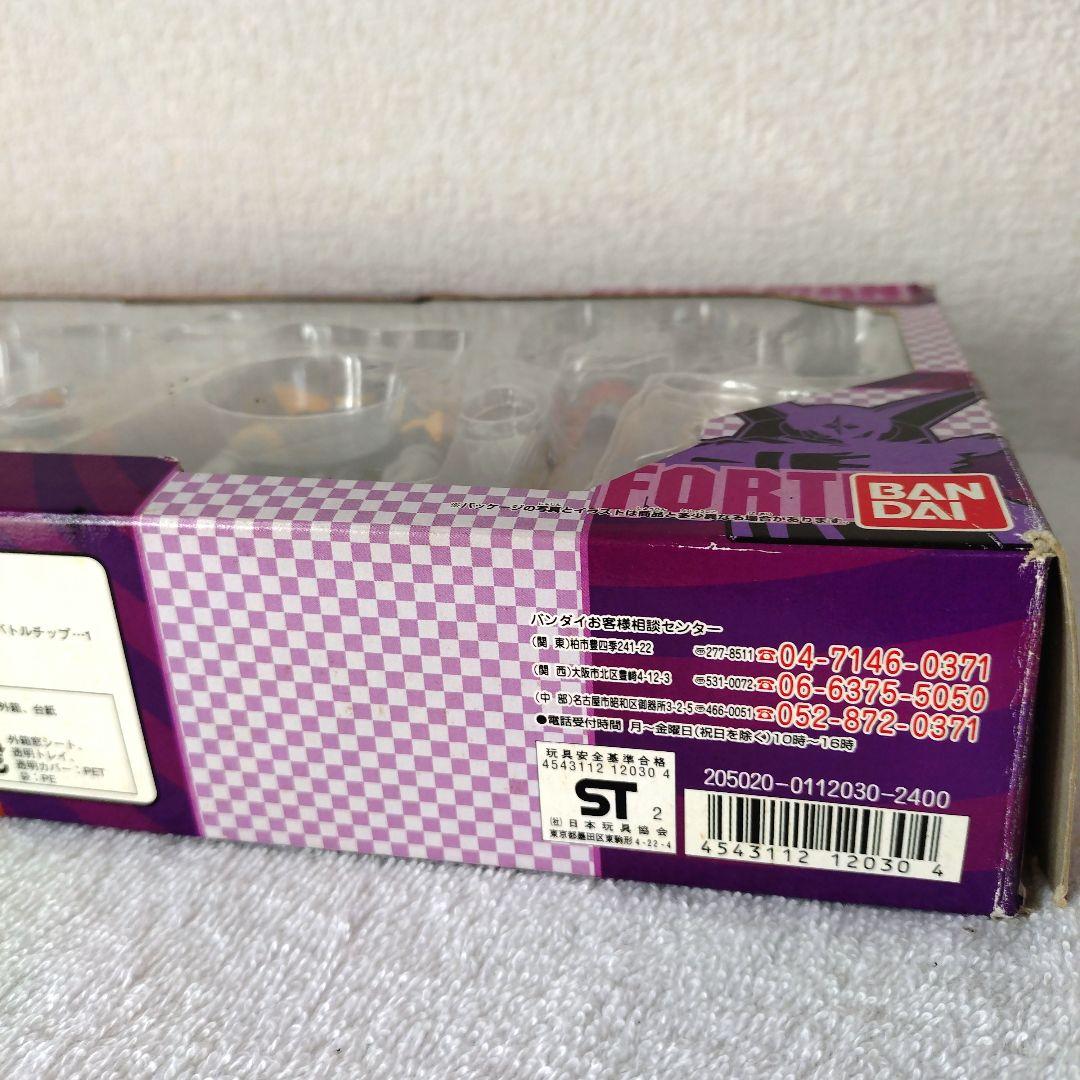 FORT
BAN
DAI
※パッケージの写真とイラストは商品と多少異なる場合があります。
バンダイお客様相談センター
(関 東)柏市豊四季241-22 〒277-8511 ☎04-7146-0371
(関 西)大阪市北区豊崎4-12-3 〒531-0072 ☎06-6375-5050
(中 部)名古屋市昭和区御器所3-2-5 〒466-0051 ☎052-872-0371
●電話受付時間 月〜金曜日(祝日を除く)10時〜16時
玩具安全基準合格
4543112 12030 4
ST 2
(社)日本玩具協会
東京都墨田区東駒形4-22-4
205020-0112030-2400
4543112 120304
バトルチップ…1
外箱、台紙
外箱窓シート、
透明トレイ、
透明カバー:PET
袋:PE